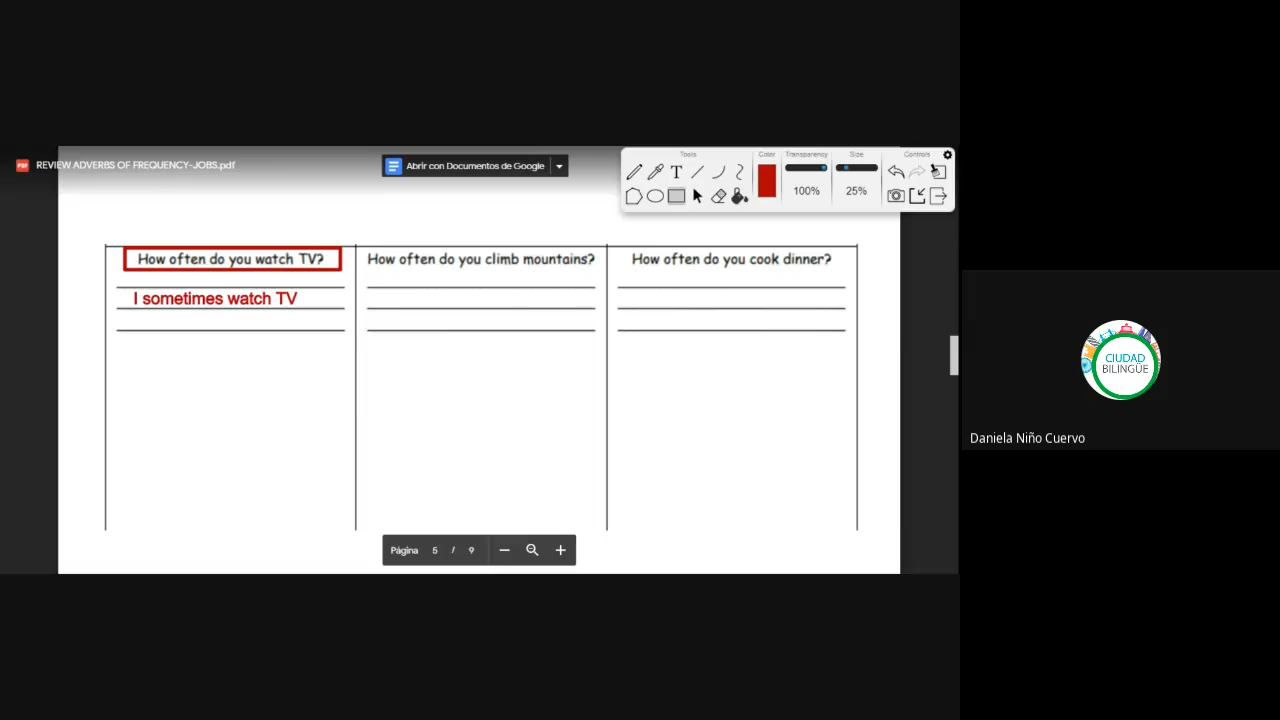 REVIEW ADVERBS OF FREQUENCY-JOBS.pdf
Abrir con Documentos de Google
Tools
Color
Transparency
Size
Controls
100%
25%
How often do you watch TV?
How often do you climb mountains?
How often do you cook dinner?
I sometimes watch TV
Página 5 / 9
CIUDAD
BILINGÜE
Daniela Niño Cuervo